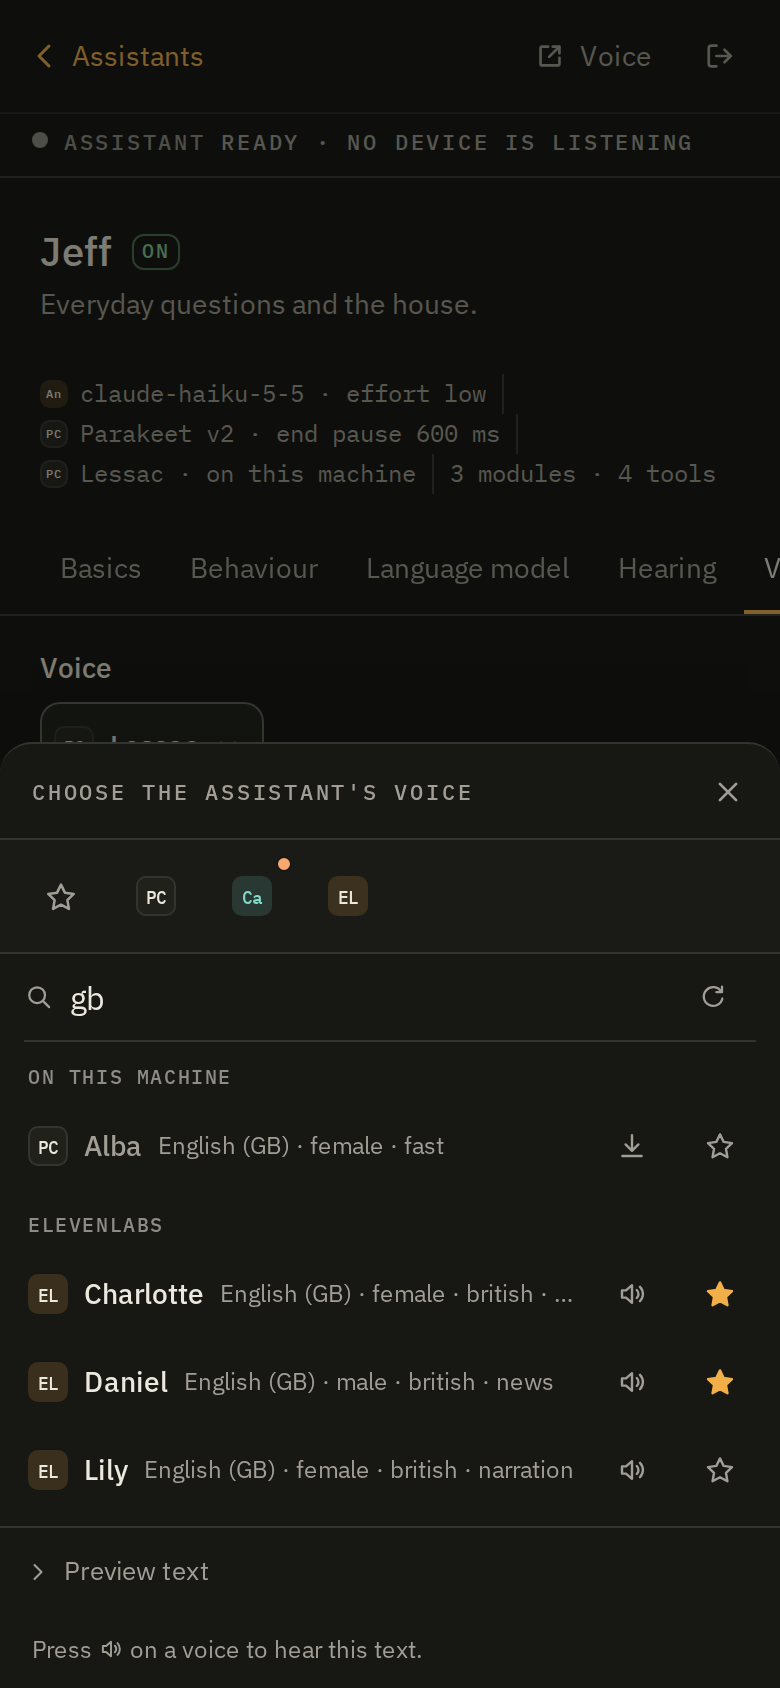 Assistants
Voice
ASSISTANT READY · NO DEVICE IS LISTENING
Jeff ON
Everyday questions and the house.
An claude-haiku-5-5 · effort low
PC Parakeet v2 · end pause 600 ms
PC Lessac · on this machine 3 modules · 4 tools
Basics Behaviour Language model Hearing V
Voice
CHOOSE THE ASSISTANT'S VOICE
PC Ca EL
gb
ON THIS MACHINE
PC Alba English (GB) · female · fast
ELEVENLABS
EL Charlotte English (GB) · female · british · ...
EL Daniel English (GB) · male · british · news
EL Lily English (GB) · female · british · narration
Preview text
Press on a voice to hear this text.